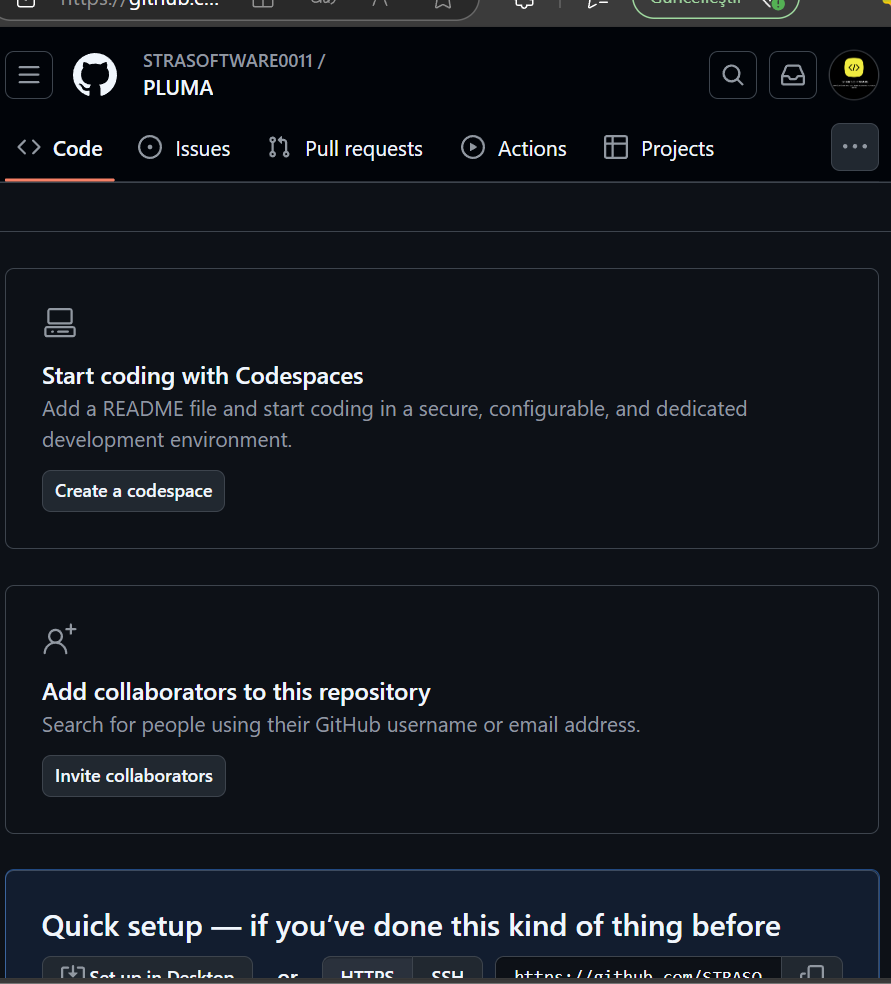 https://github.c...
Güncelleştir
STRASOFTWARE0011 /
PLUMA
Code
Issues
Pull requests
Actions
Projects
Start coding with Codespaces
Add a README file and start coding in a secure, configurable, and dedicated
development environment.
Create a codespace
Add collaborators to this repository
Search for people using their GitHub username or email address.
Invite collaborators
Quick setup — if you’ve done this kind of thing before
Set up in Desktop
or
HTTPS
SSH
https://github.com/STRASO